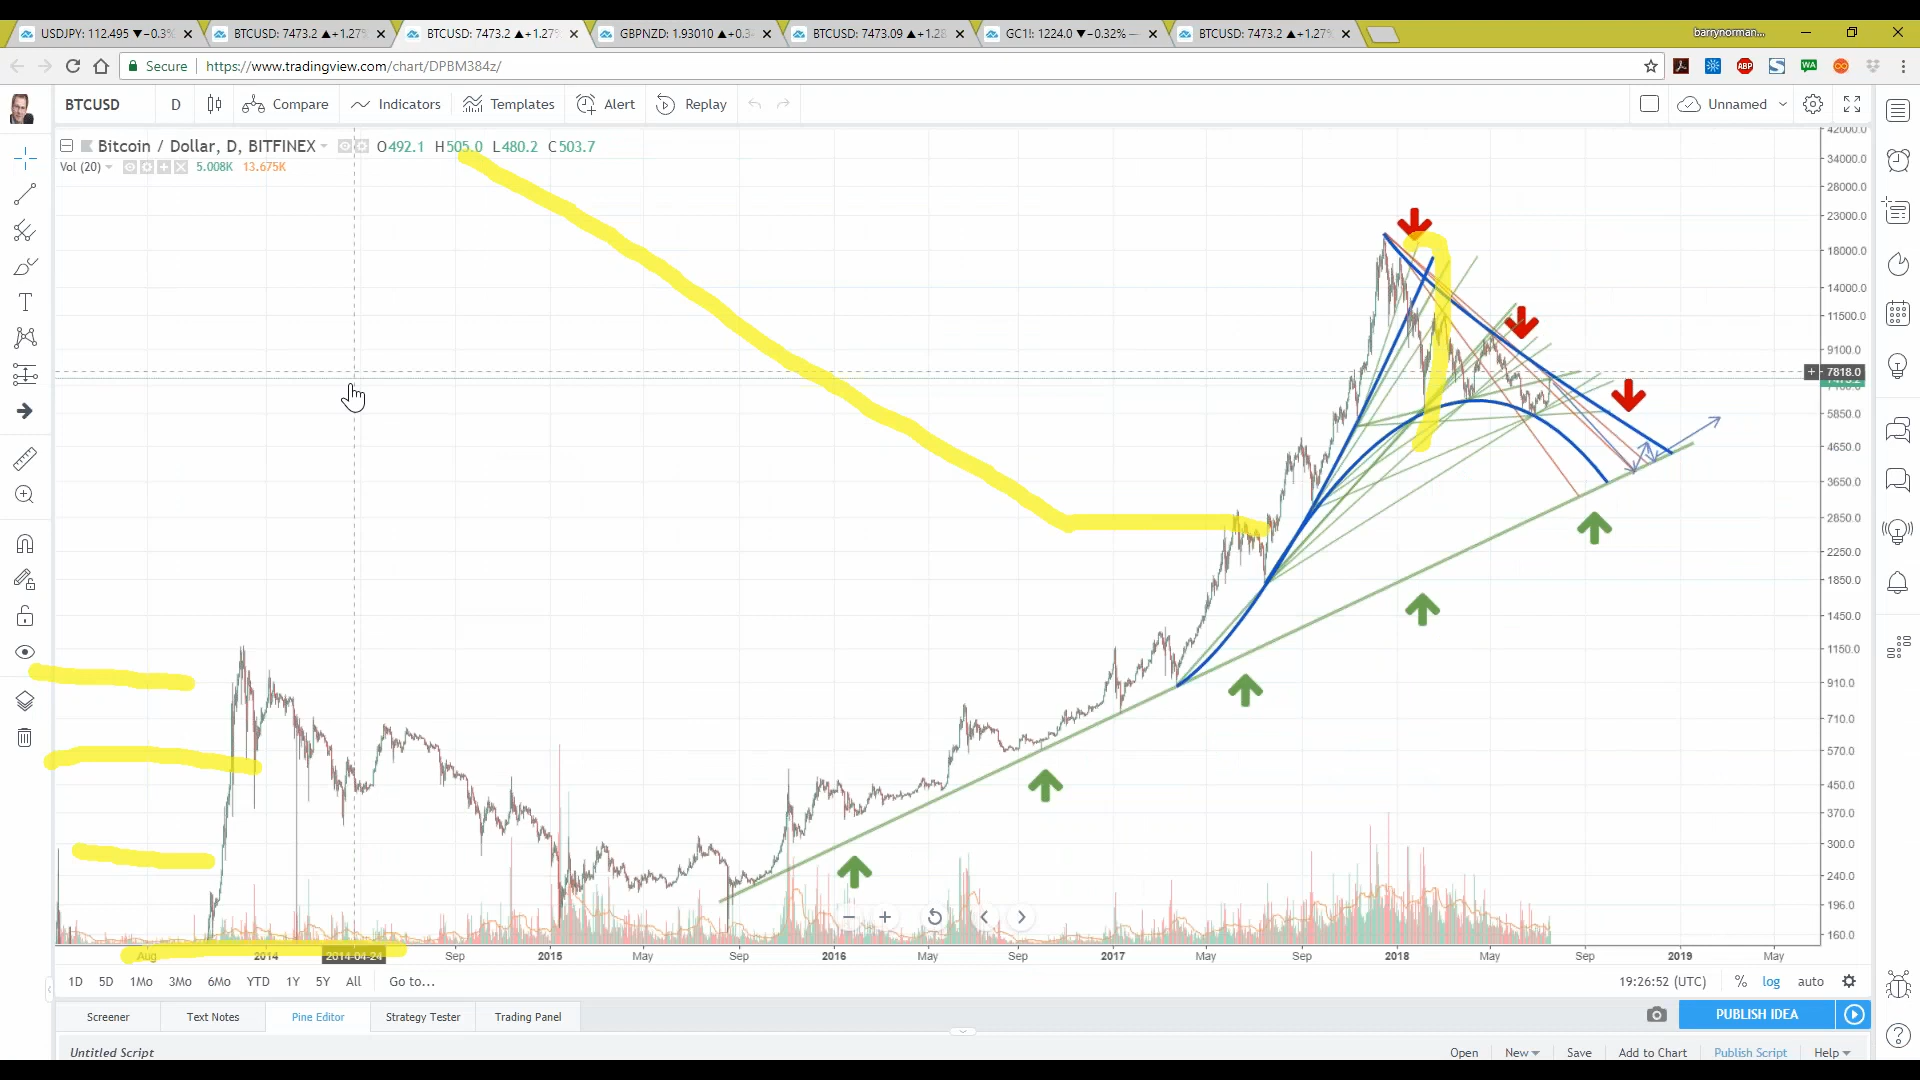 USDJPY: 112.495 ▼−0.3% BTCUSD: 7473.2 ▲+1.27% BTCUSD: 7473.2 ▲+1.27% GBPNZD: 1.93010 ▲+0.3 BTCUSD: 7473.09 ▲+1.28 GC1!: 1224.0 ▼−0.32% — BTCUSD: 7473.2 ▲+1.27% barrynorman...
Secure https://www.tradingview.com/chart/DPBM384z/
BTCUSD D Compare Indicators Templates Alert Replay Unnamed
Bitcoin / Dollar, D, BITFINEX O492.1 H505.0 L480.2 C503.7
Vol (20) 5.008K 13.675K
42000.0
34000.0
28000.0
23000.0
18000.0
14000.0
11500.0
9100.0
7818.0
5850.0
4650.0
3650.0
2850.0
2250.0
1850.0
1450.0
1150.0
910.0
710.0
570.0
450.0
370.0
300.0
240.0
196.0
160.0
Aug 2014 2014-04-24 Sep 2015 May Sep 2016 May Sep 2017 May Sep 2018 May Sep 2019 May
1D 5D 1Mo 3Mo 6Mo YTD 1Y 5Y All Go to... 19:26:52 (UTC) % log auto
Screener Text Notes Pine Editor Strategy Tester Trading Panel PUBLISH IDEA
Untitled Script Open New Save Add to Chart Publish Script Help